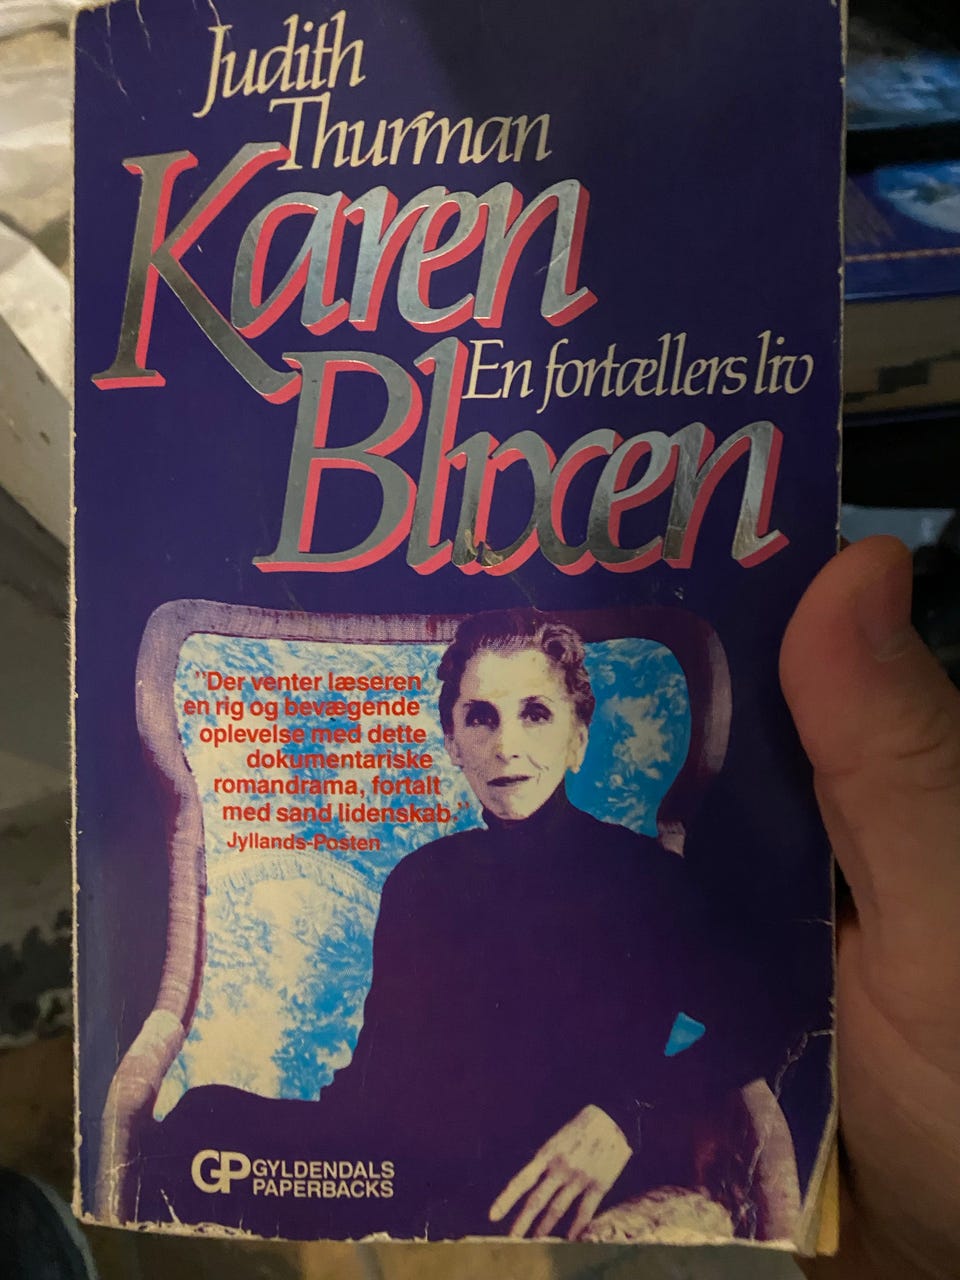 Judith
Thurman
Karen
En fortællers liv
Blixen
"Der venter læseren
en rig og bevægende
oplevelse med dette
dokumentariske
romandrama, fortalt
med sand lidenskab."
Jyllands-Posten
GP GYLDENDALS
PAPERBACKS